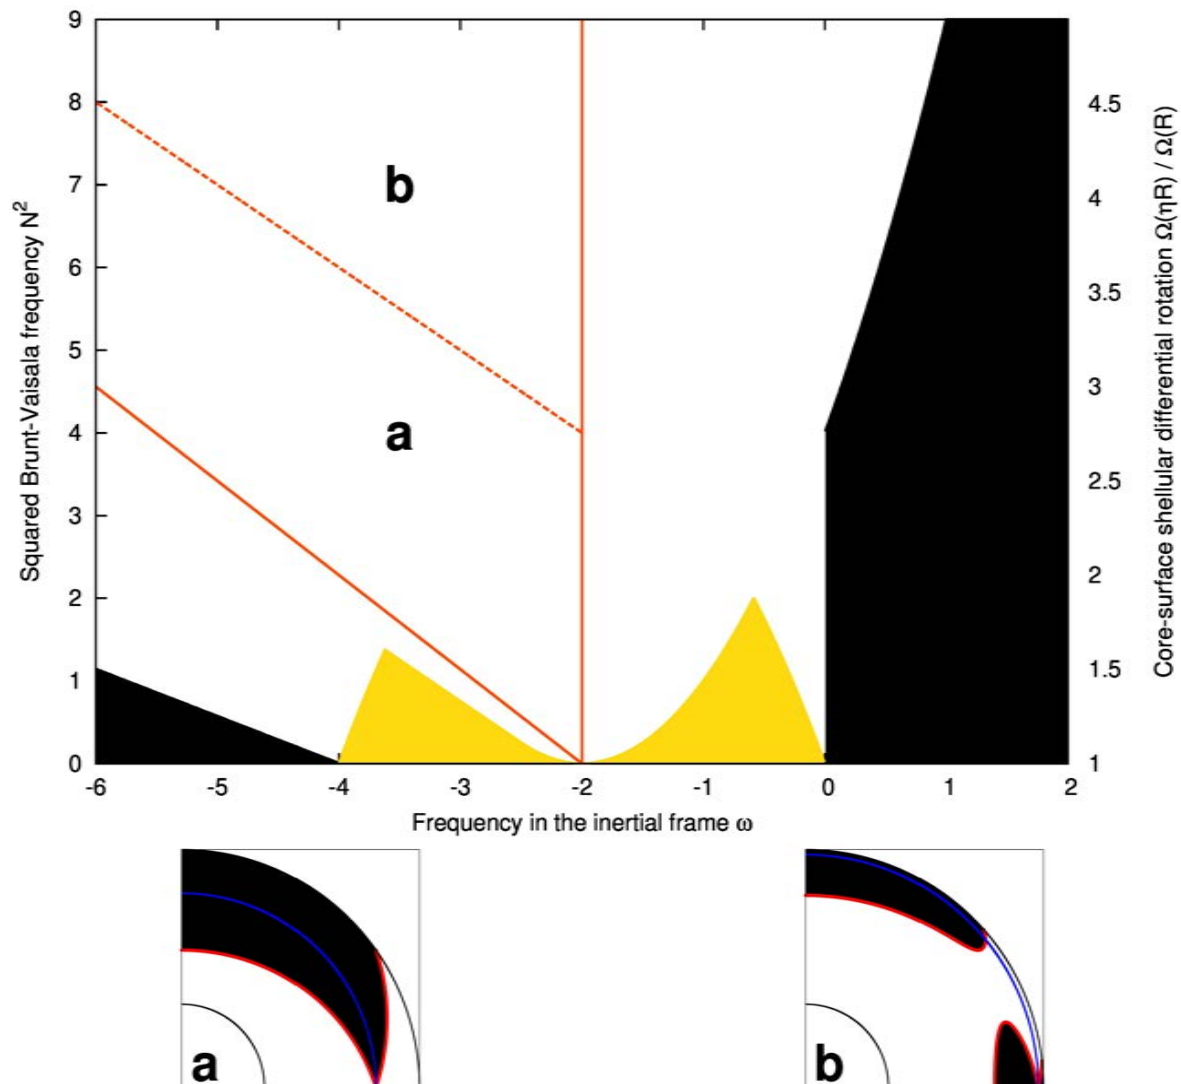 9
8
7
6
5
4
3
2
1
0
Squared Brunt-Vaisala frequency N²
b
a
4.5
4
3.5
3
2.5
2
1.5
1
Core-surface shellular differential rotation Ω(ηR) / Ω(R)
-6 -5 -4 -3 -2 -1 0 1 2
Frequency in the inertial frame ω
a b